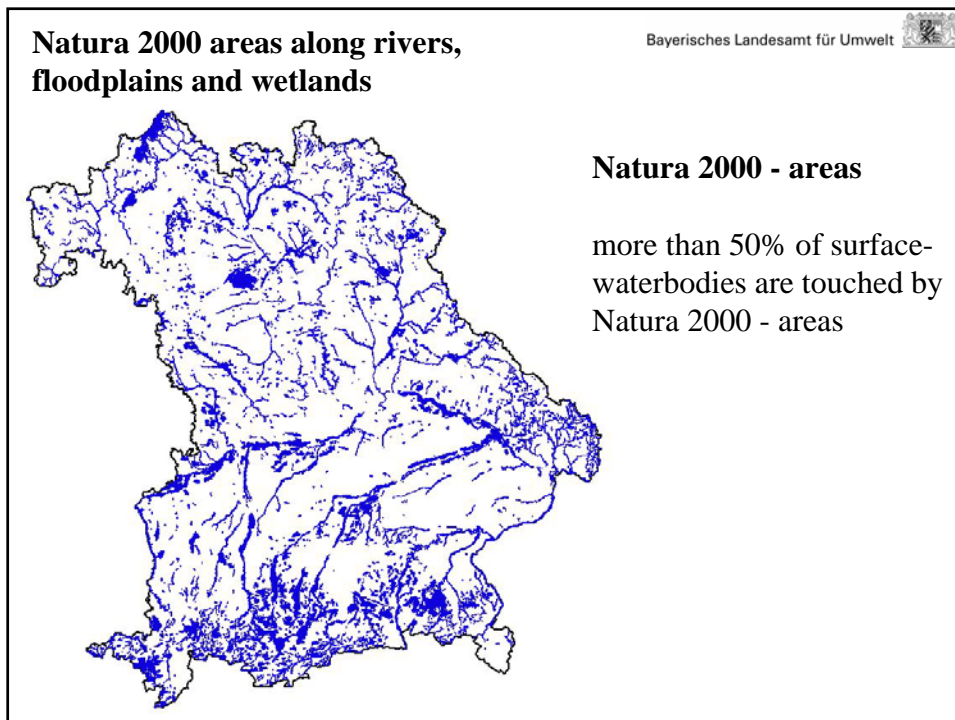 Natura 2000 areas along rivers,
floodplains and wetlands
Bayerisches Landesamt für Umwelt
Natura 2000 - areas
more than 50% of surface-
waterbodies are touched by
Natura 2000 - areas